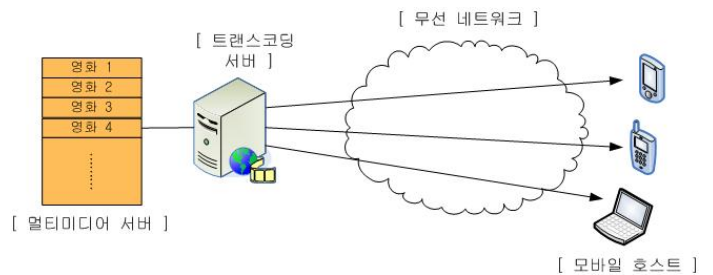 [ 무선 네트워크 ]
[ 트랜스코딩
서버 ]
영화 1
영화 2
영화 3
영화 4
[ 멀티미디어 서버 ]
[ 모바일 호스트 ]